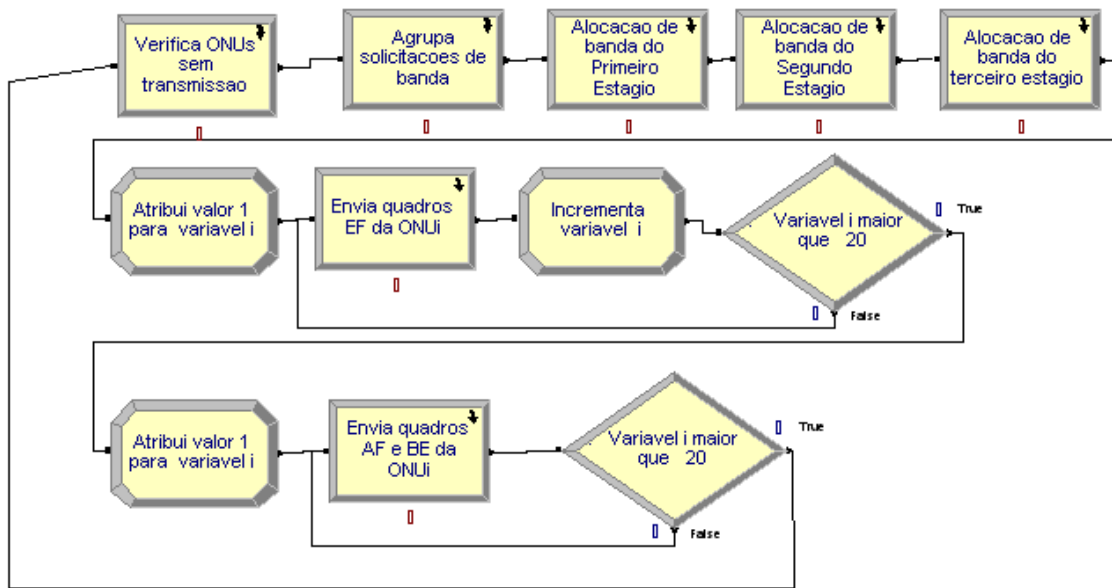 Verifica ONUs
sem
transmissao
Agrupa
solicitacoes de
banda
Alocacao de
banda do
Primeiro
Estagio
Alocacao de
banda do
Segundo
Estagio
Alocacao de
banda do
terceiro estagio
Atribui valor 1
para variavel i
Envia quadros
EF da ONUi
Incrementa
variavel i
Variavel i maior
que 20
True
False
Atribui valor 1
para variavel i
Envia quadros
AF e BE da
ONUi
Variavel i maior
que 20
True
False